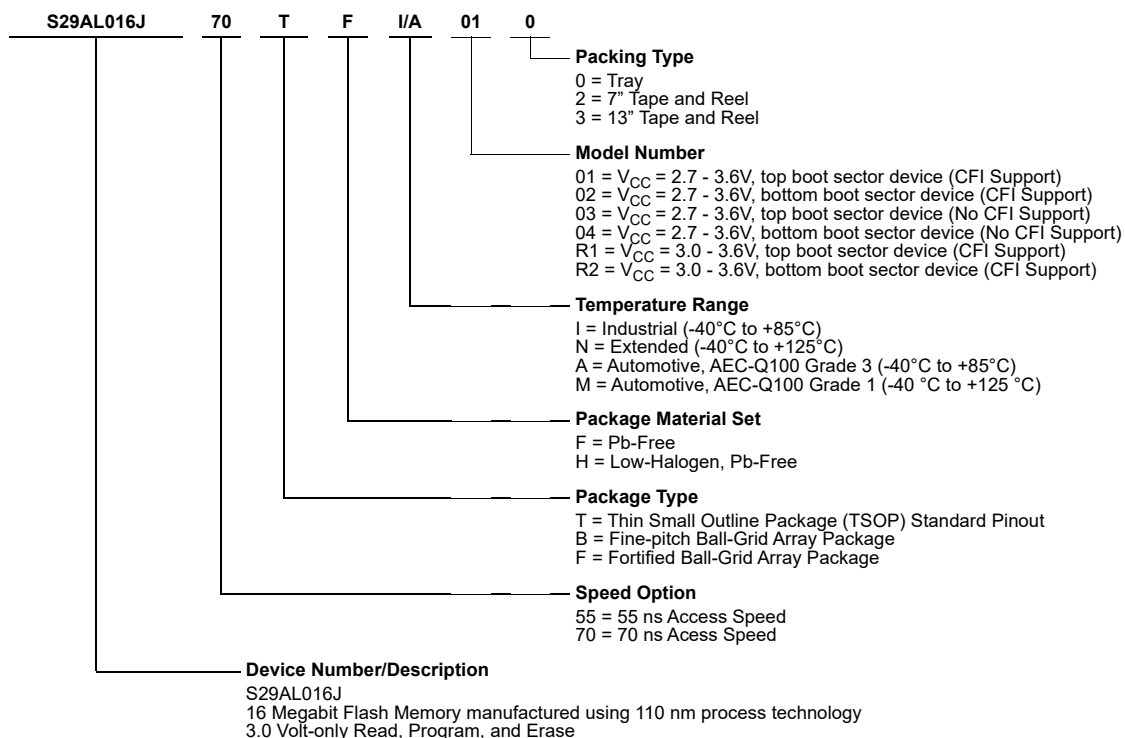 S29AL016J 70 T F I/A 01 0
Packing Type
0 = Tray
2 = 7” Tape and Reel
3 = 13” Tape and Reel
Model Number
01 = VCC = 2.7 - 3.6V, top boot sector device (CFI Support)
02 = VCC = 2.7 - 3.6V, bottom boot sector device (CFI Support)
03 = VCC = 2.7 - 3.6V, top boot sector device (No CFI Support)
04 = VCC = 2.7 - 3.6V, bottom boot sector device (No CFI Support)
R1 = VCC = 3.0 - 3.6V, top boot sector device (CFI Support)
R2 = VCC = 3.0 - 3.6V, bottom boot sector device (CFI Support)
Temperature Range
I = Industrial (-40°C to +85°C)
N = Extended (-40°C to +125°C)
A = Automotive, AEC-Q100 Grade 3 (-40°C to +85°C)
M = Automotive, AEC-Q100 Grade 1 (-40 °C to +125 °C)
Package Material Set
F = Pb-Free
H = Low-Halogen, Pb-Free
Package Type
T = Thin Small Outline Package (TSOP) Standard Pinout
B = Fine-pitch Ball-Grid Array Package
F = Fortified Ball-Grid Array Package
Speed Option
55 = 55 ns Access Speed
70 = 70 ns Acess Speed
Device Number/Description
S29AL016J
16 Megabit Flash Memory manufactured using 110 nm process technology
3.0 Volt-only Read, Program, and Erase